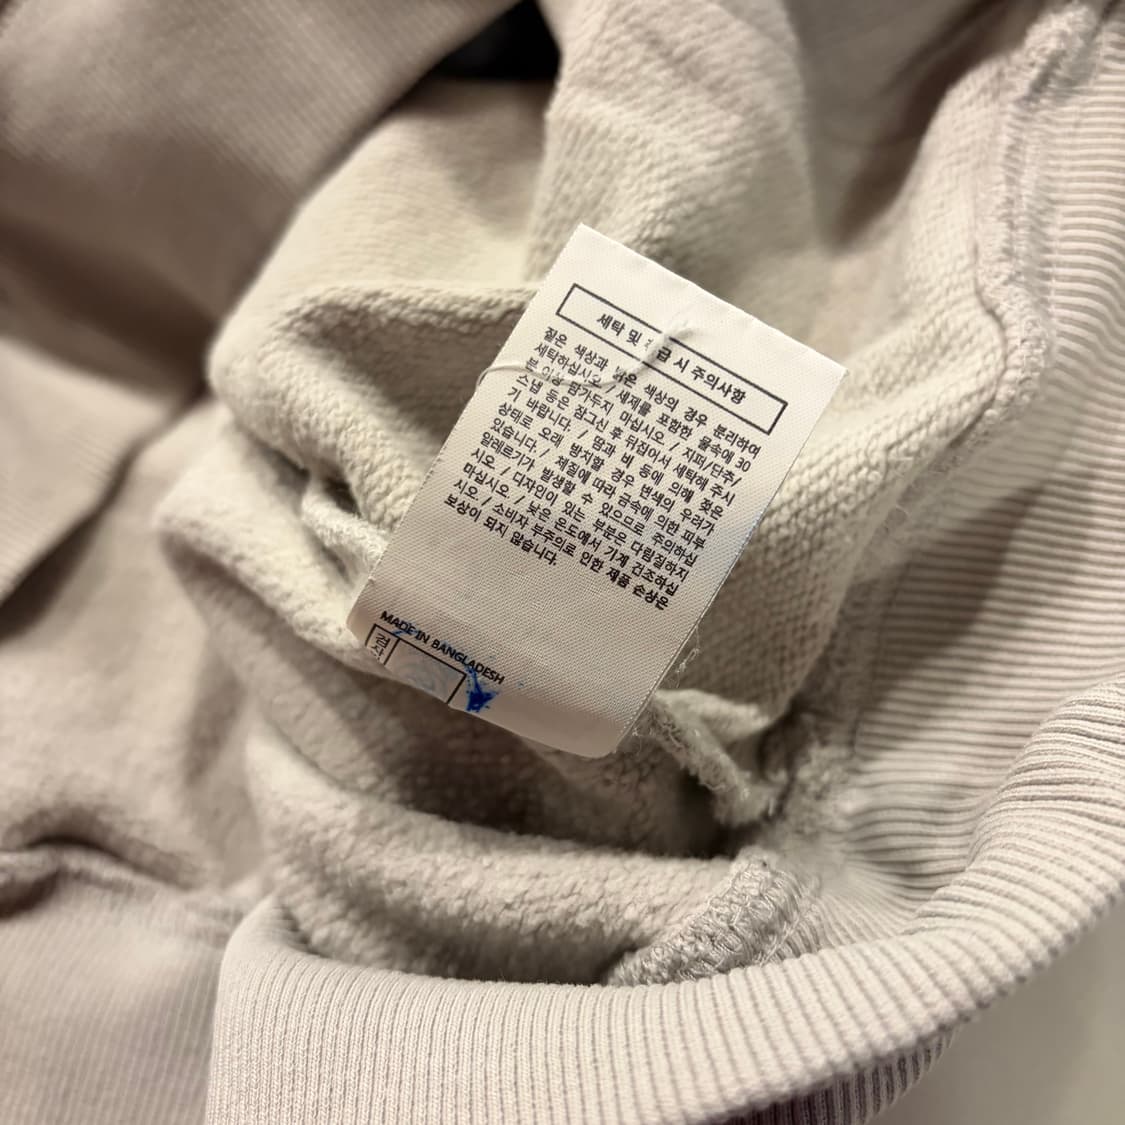 세탁 및 급 시 주의사항
짙은 색상과 밝은 색상의 경우 분리하여
세탁하십시오 / 세제를 포함한 물속에 30
분 이상 담가두지 마십시오 / 지퍼/단추/
스냅 등은 잠그신 후 뒤집어서 세탁해 주시
기 바랍니다. / 땀과 비 등에 의해 젖은
상태로 오래 방치할 경우 변색의 우려가
있습니다. / 재질에 따라 금속에 의한 피부
알레르기가 발생할 수 있으므로 주의하십
시오 / 디자인이 있는 부분은 다림질하지
마십시오 / 낮은 온도에서 기계 건조하십
시오 / 소비자 부주의로 인한 제품 손상은
보상이 되지 않습니다.
MADE IN BANGLADESH
검사